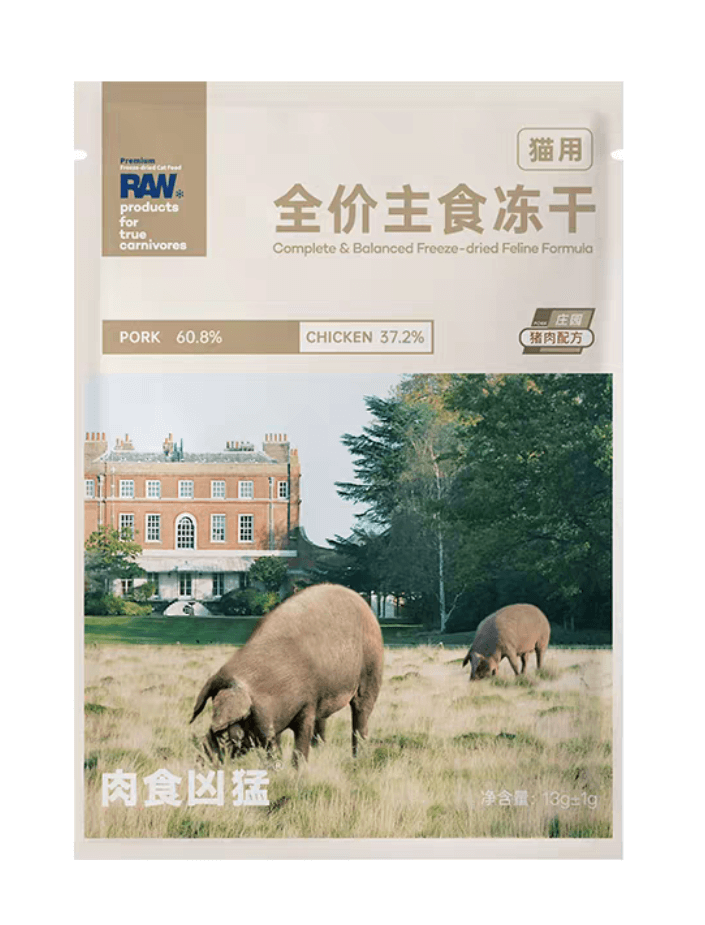 Premium
Freeze-dried Cat Food
RAW
products
for
true
carnivores
猫用
全价主食冻干
Complete & Balanced Freeze-dried Feline Formula
PORK 60.8%
CHICKEN 37.2%
PORK 庄园
猪肉配方
肉食凶猛
净含量：13g±1g